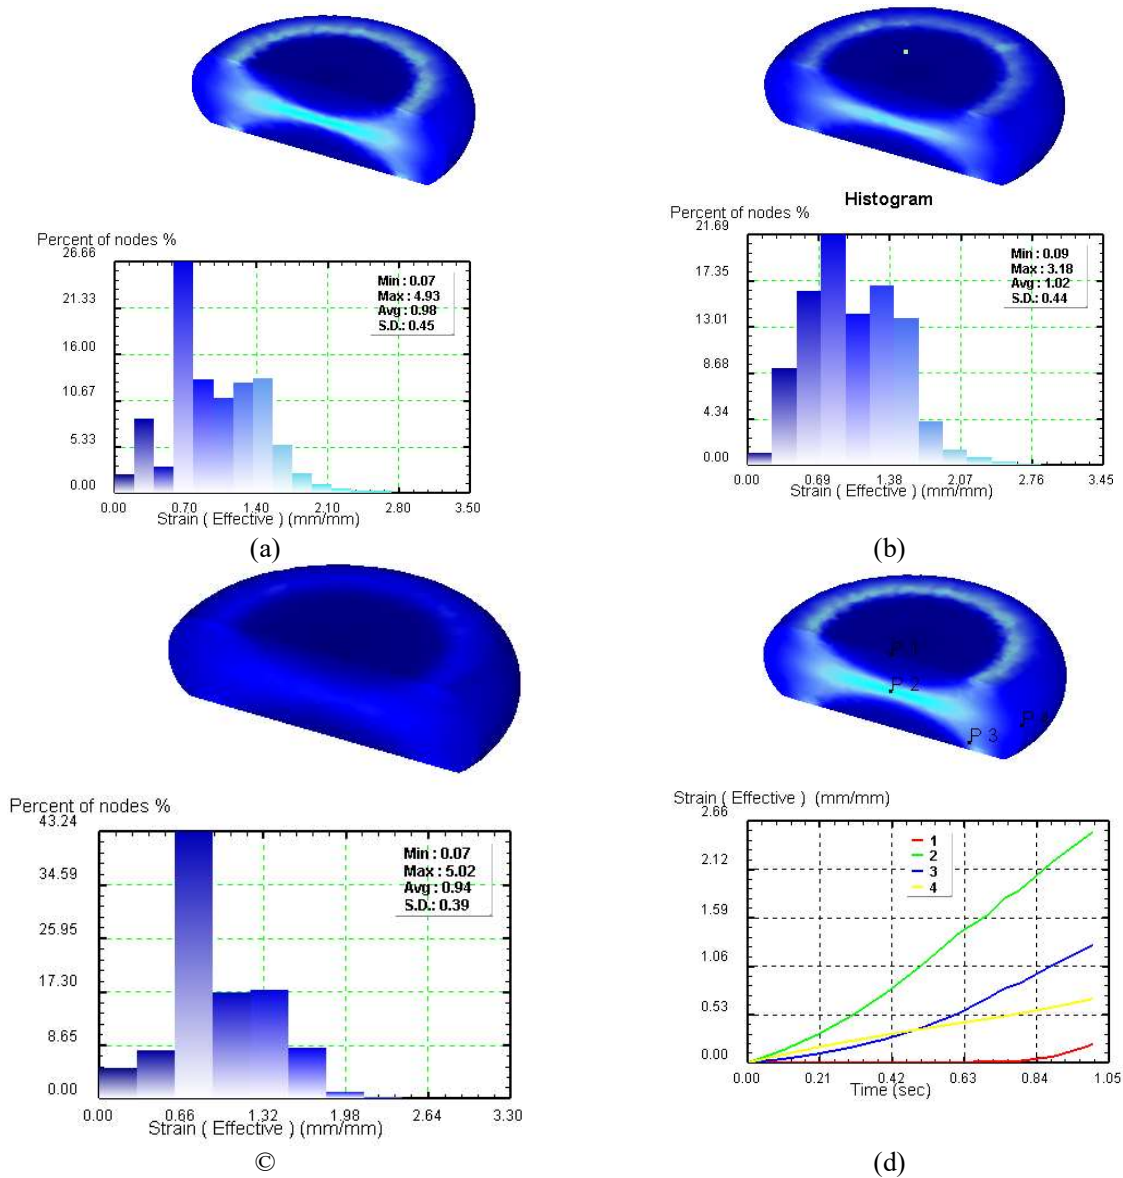 Percent of nodes %
26.66
21.33
16.00
10.67
5.33
0.00
Min : 0.07
Max : 4.93
Avg : 0.98
S.D.: 0.45
0.00 0.70 1.40 2.10 2.80 3.50
Strain ( Effective ) (mm/mm)
(a)
Histogram
Percent of nodes %
21.69
17.35
13.01
8.68
4.34
0.00
Min : 0.09
Max : 3.18
Avg : 1.02
S.D.: 0.44
0.00 0.69 1.38 2.07 2.76 3.45
Strain ( Effective ) (mm/mm)
(b)
Percent of nodes %
43.24
34.59
25.95
17.30
8.65
0.00
Min : 0.07
Max : 5.02
Avg : 0.94
S.D.: 0.39
0.00 0.66 1.32 1.98 2.64 3.30
Strain ( Effective ) (mm/mm)
©
P 1
P 2
P 3
P 4
Strain ( Effective ) (mm/mm)
2.66
2.12
1.59
1.06
0.53
0.00
1
2
3
4
0.00 0.21 0.42 0.63 0.84 1.05
Time (sec)
(d)